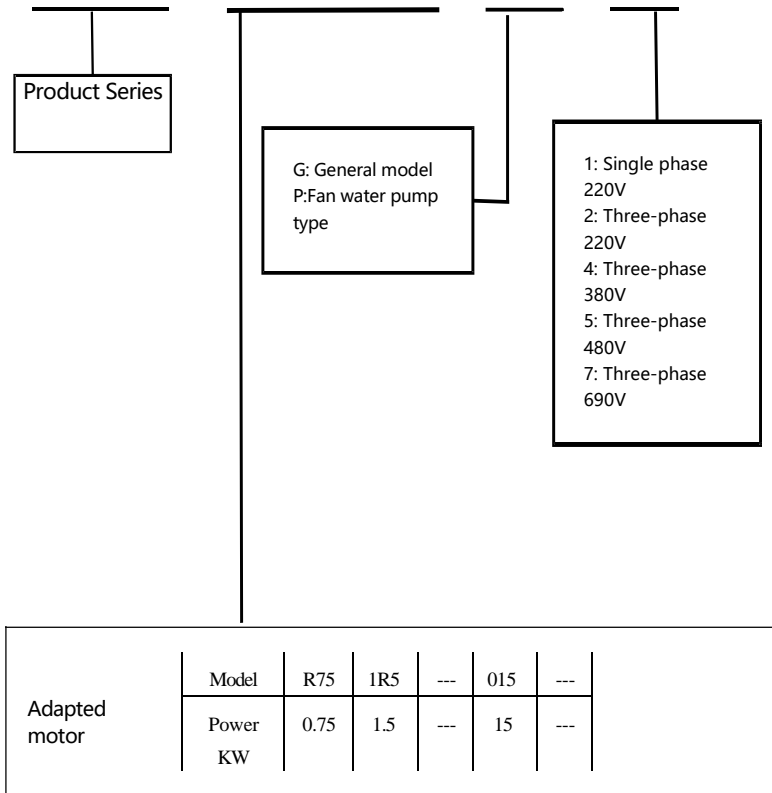 Product Series
G: General model
P:Fan water pump
type
1: Single phase
220V
2: Three-phase
220V
4: Three-phase
380V
5: Three-phase
480V
7: Three-phase
690V
Adapted
motor
Model R75 1R5 --- 015 ---
Power 0.75 1.5 --- 15 ---
KW